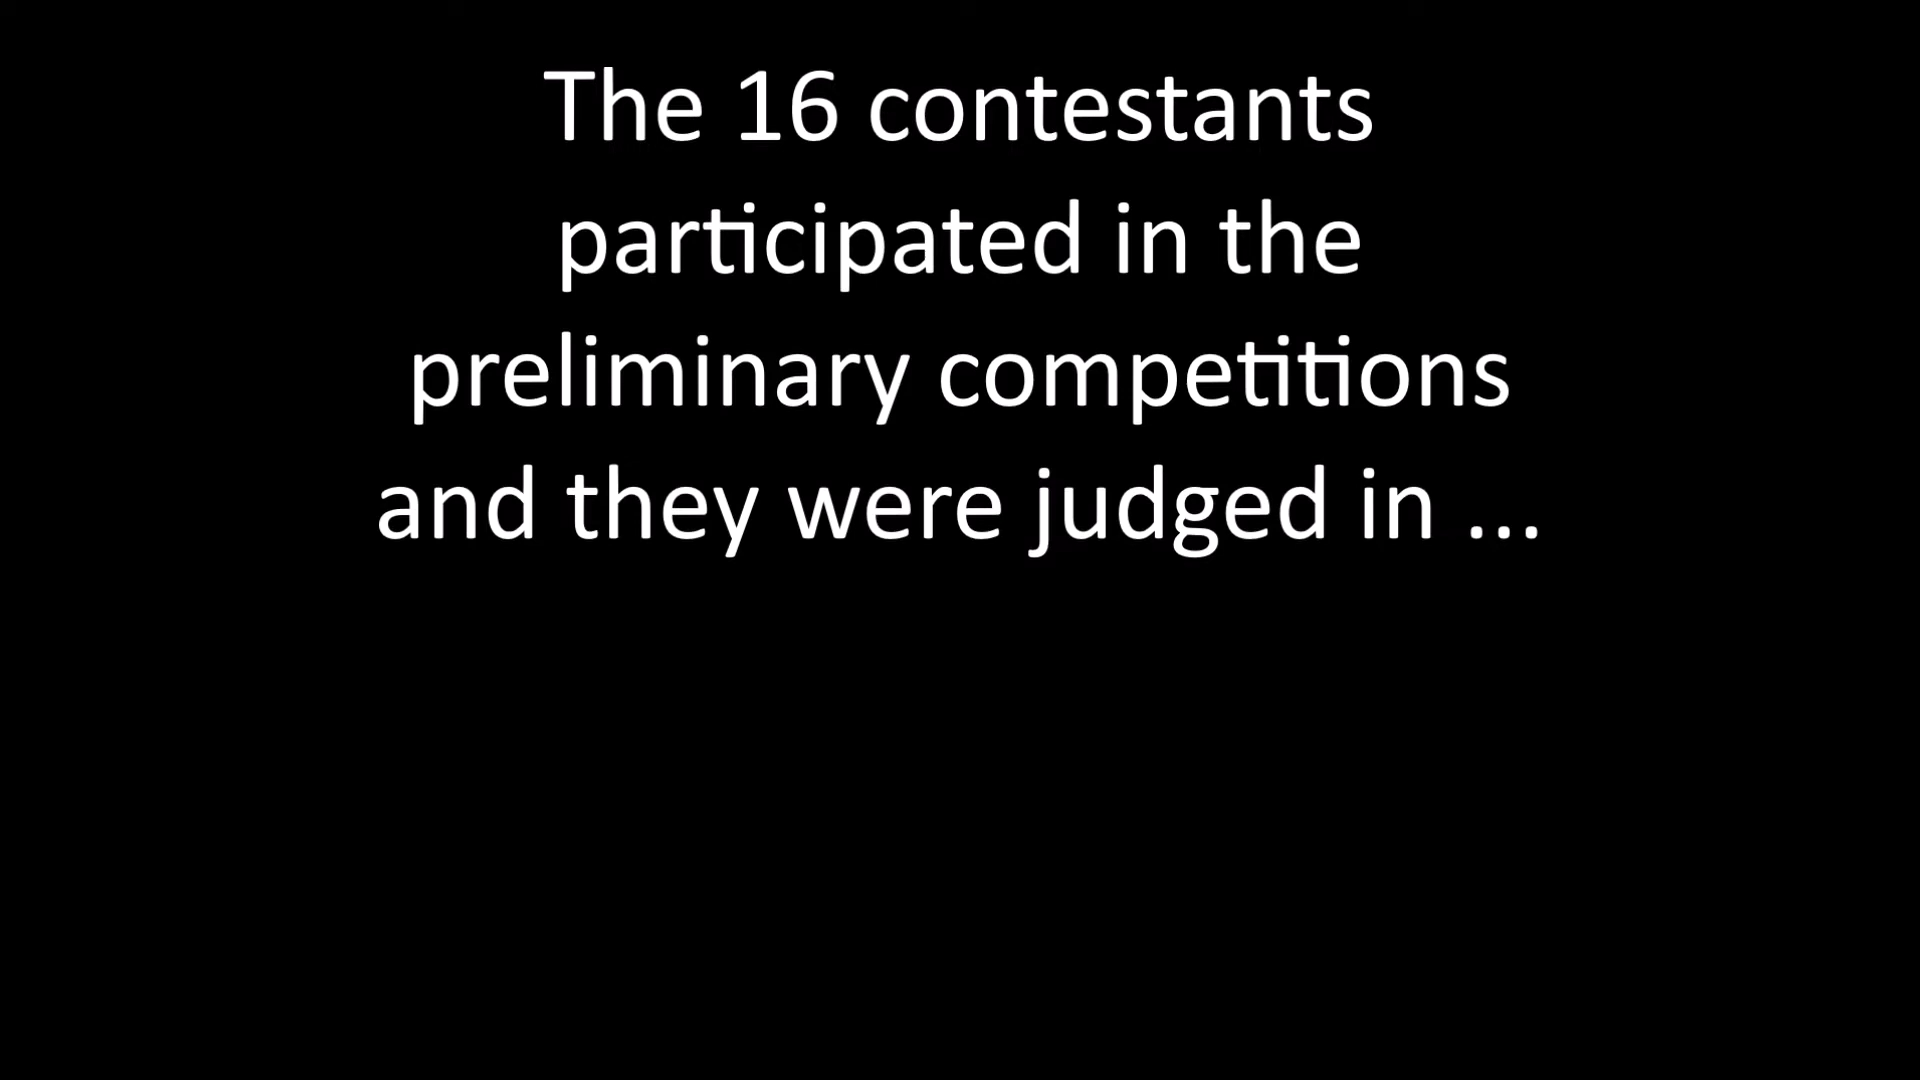 The 16 contestants
participated in the
preliminary competitions
and they were judged in ...